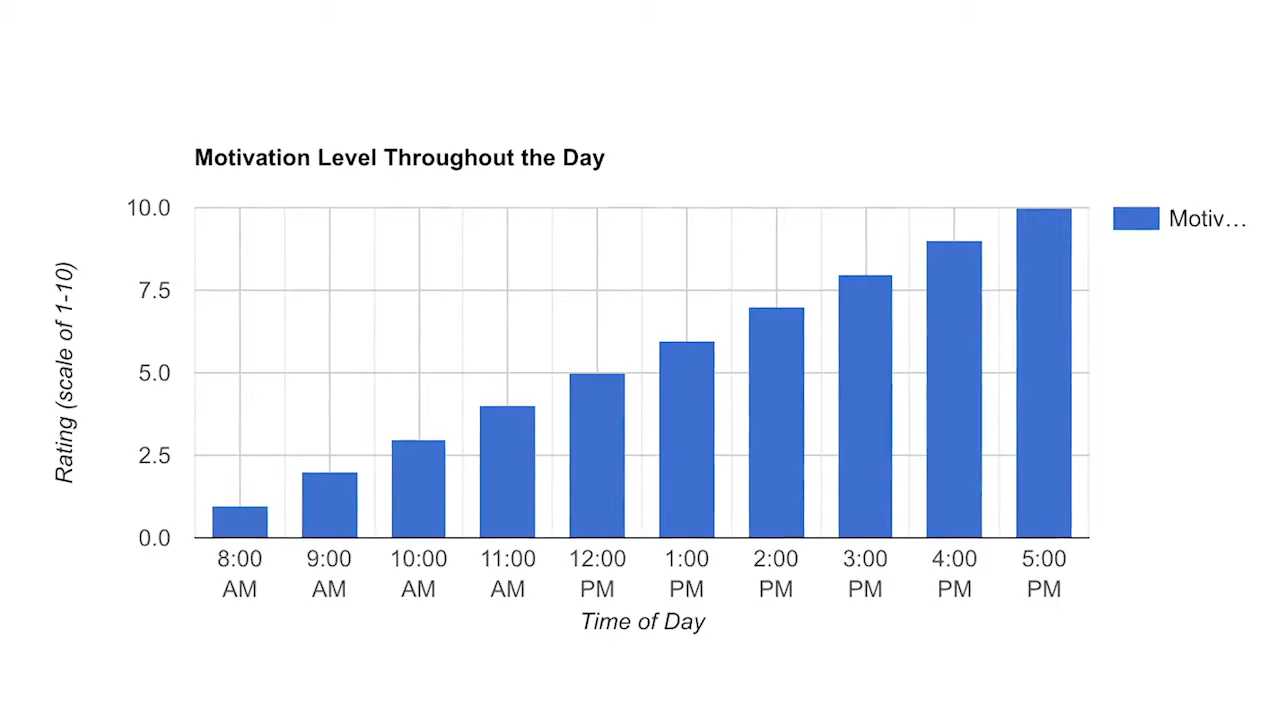 Motivation Level Throughout the Day
Motiv…
Rating (scale of 1-10)
10.0
7.5
5.0
2.5
0.0
8:00 AM
9:00 AM
10:00 AM
11:00 AM
12:00 PM
1:00 PM
2:00 PM
3:00 PM
4:00 PM
5:00 PM
Time of Day